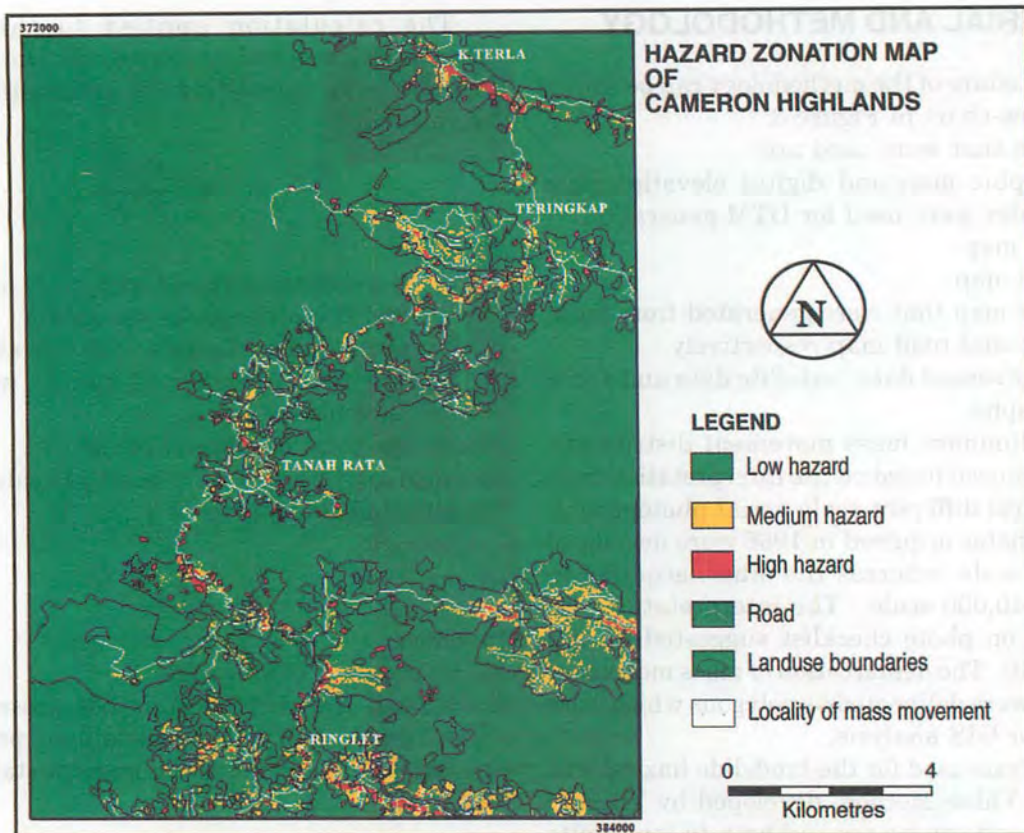 372000
K.TERLA
TERINGKAP
TANAH RATA
RINGLET
384000
HAZARD ZONATION MAP
OF
CAMERON HIGHLANDS
N
LEGEND
Low hazard
Medium hazard
High hazard
Road
Landuse boundaries
Locality of mass movement
0 4
Kilometres